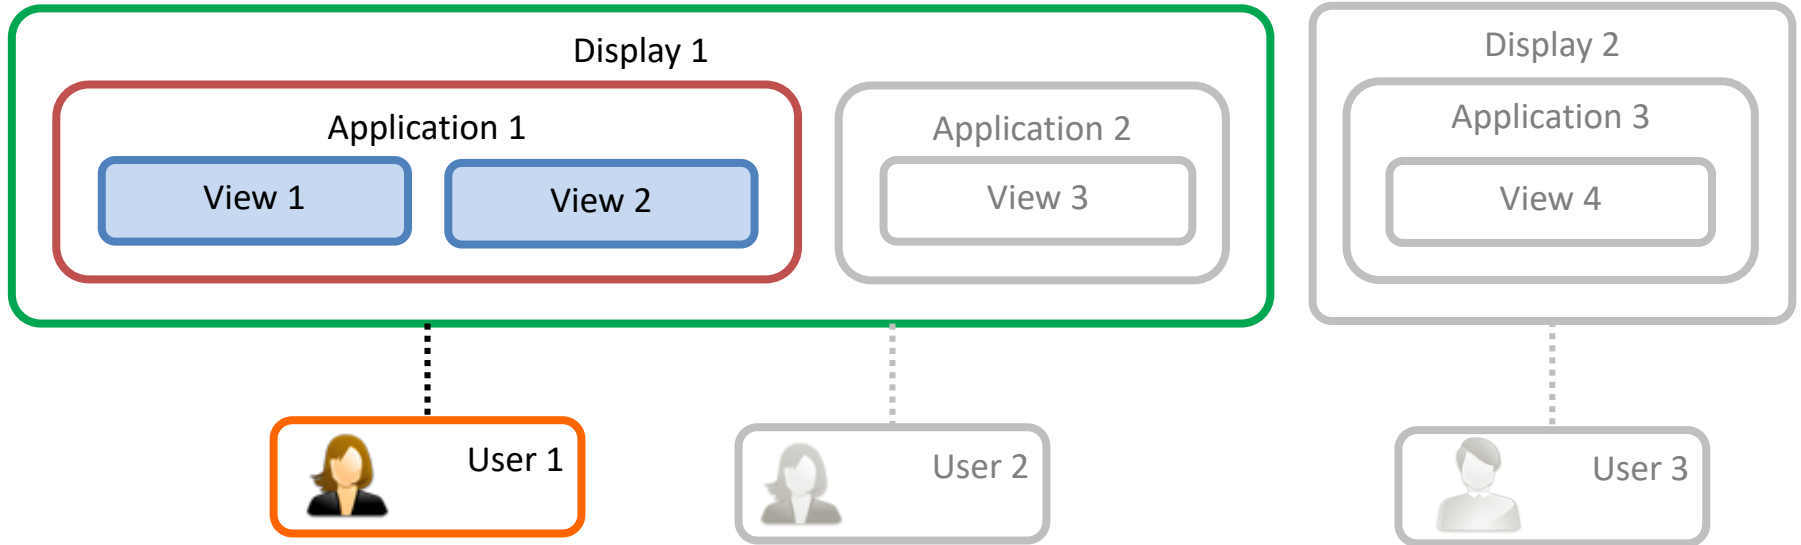 Display 1
Application 1
View 1
View 2
Application 2
View 3
Display 2
Application 3
View 4
User 1
User 2
User 3